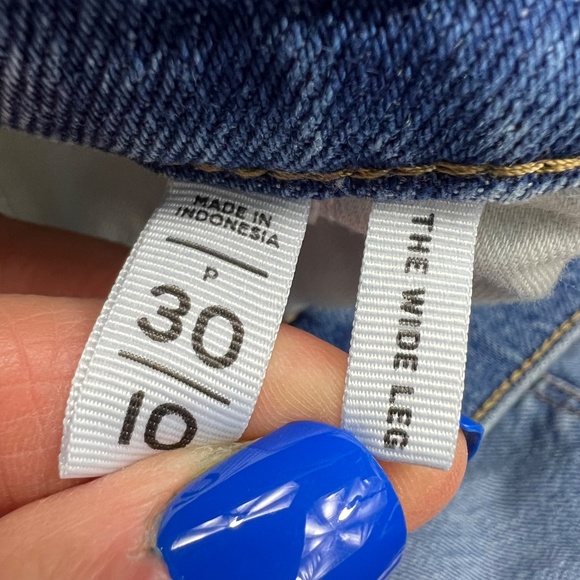 MADE IN
INDONESIA
P
30
10
THE WIDE LEG